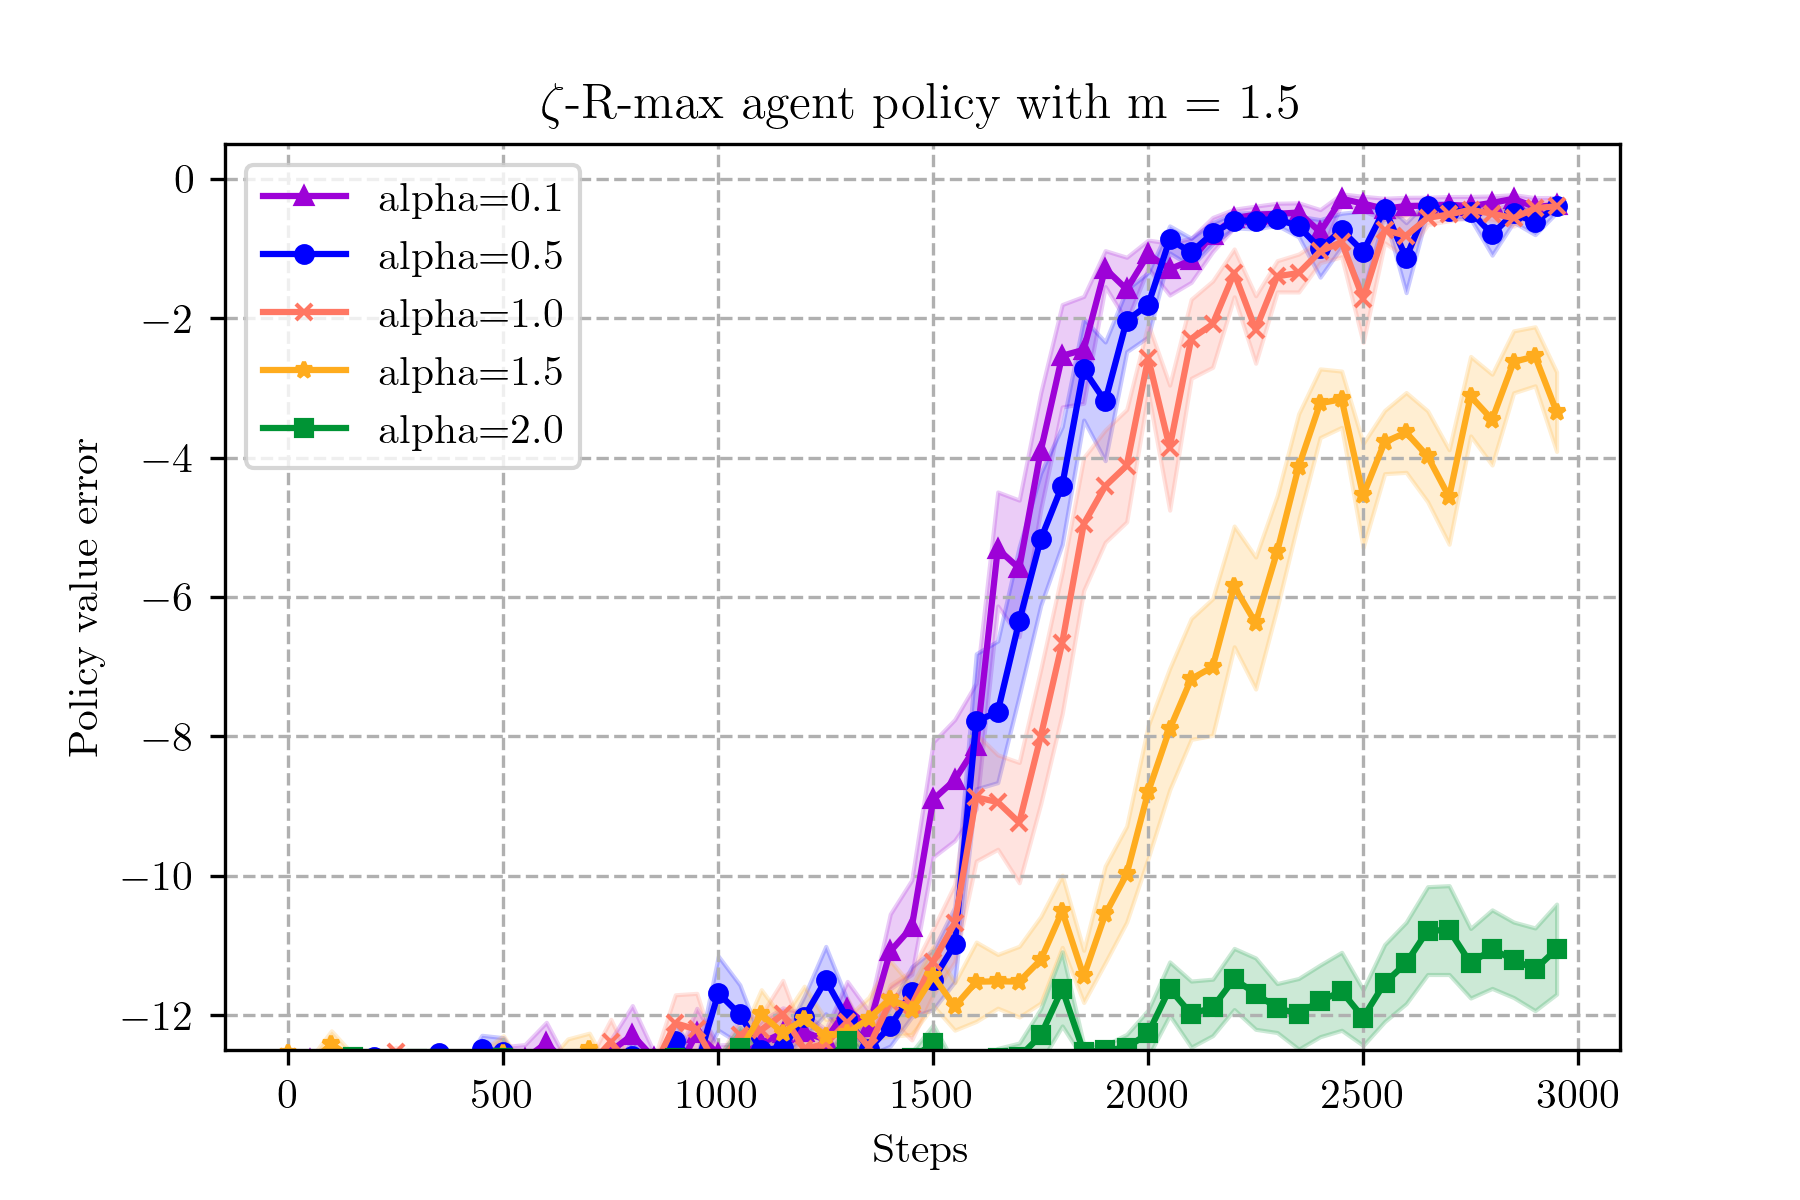 ζ-R-max agent policy with m = 1.5
alpha=0.1
alpha=0.5
alpha=1.0
alpha=1.5
alpha=2.0
Policy value error
0
−2
−4
−6
−8
−10
−12
0 500 1000 1500 2000 2500 3000
Steps